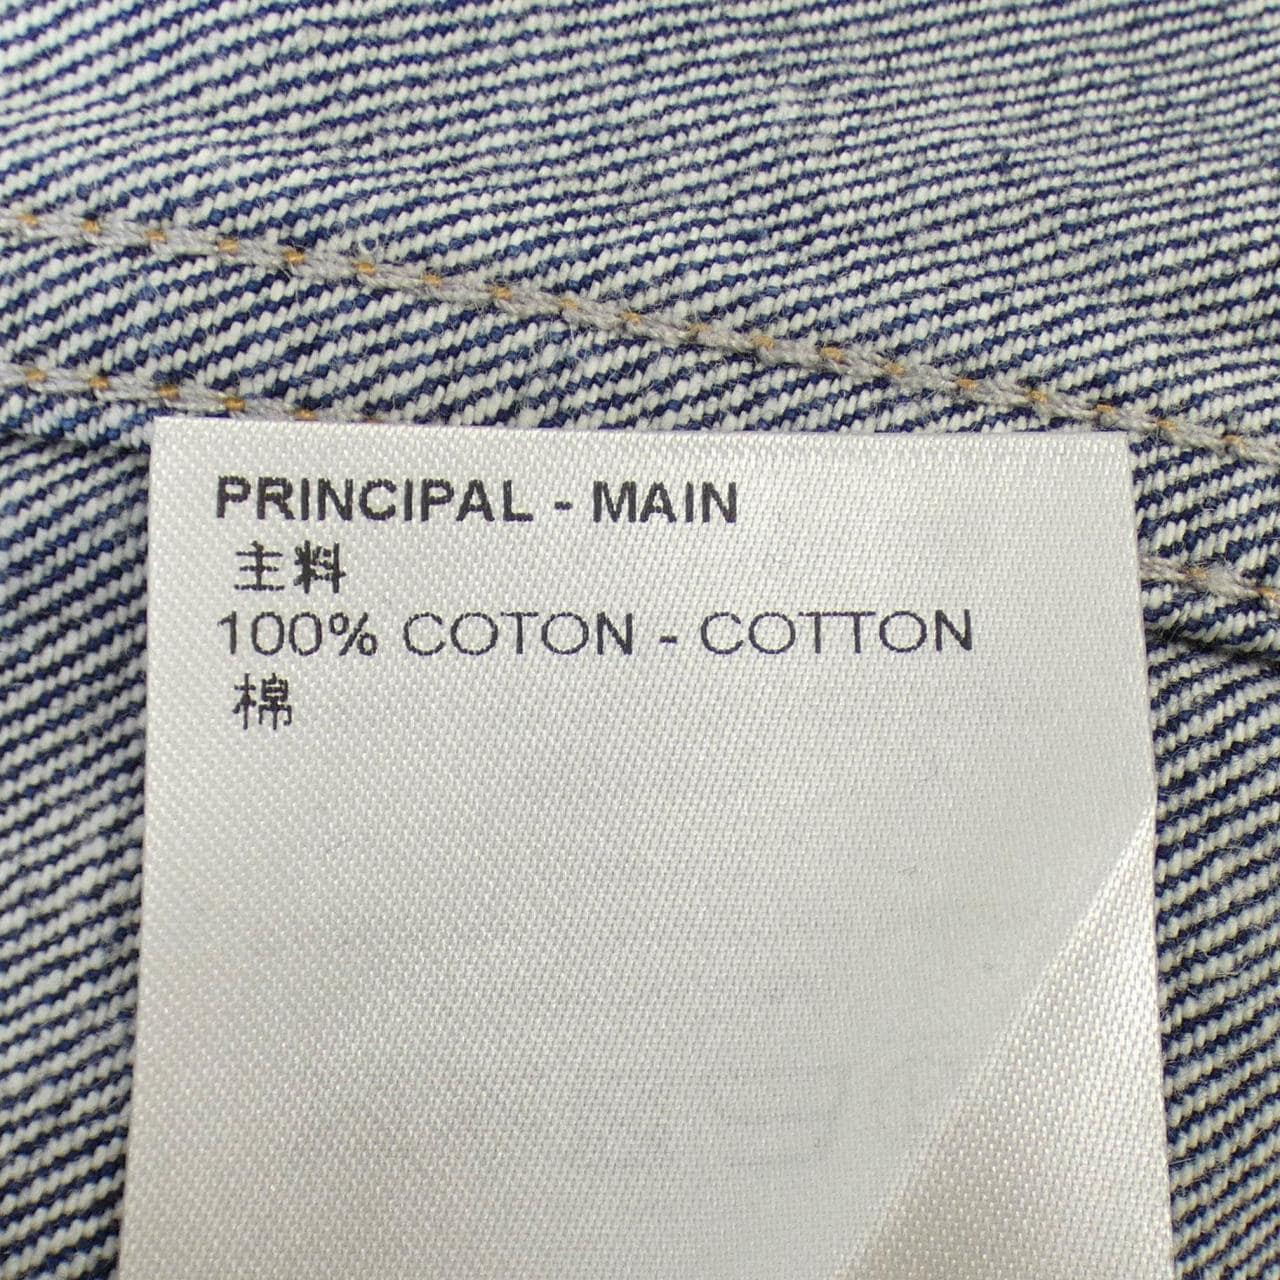 PRINCIPAL - MAIN
主料
100% COTON - COTTON
棉